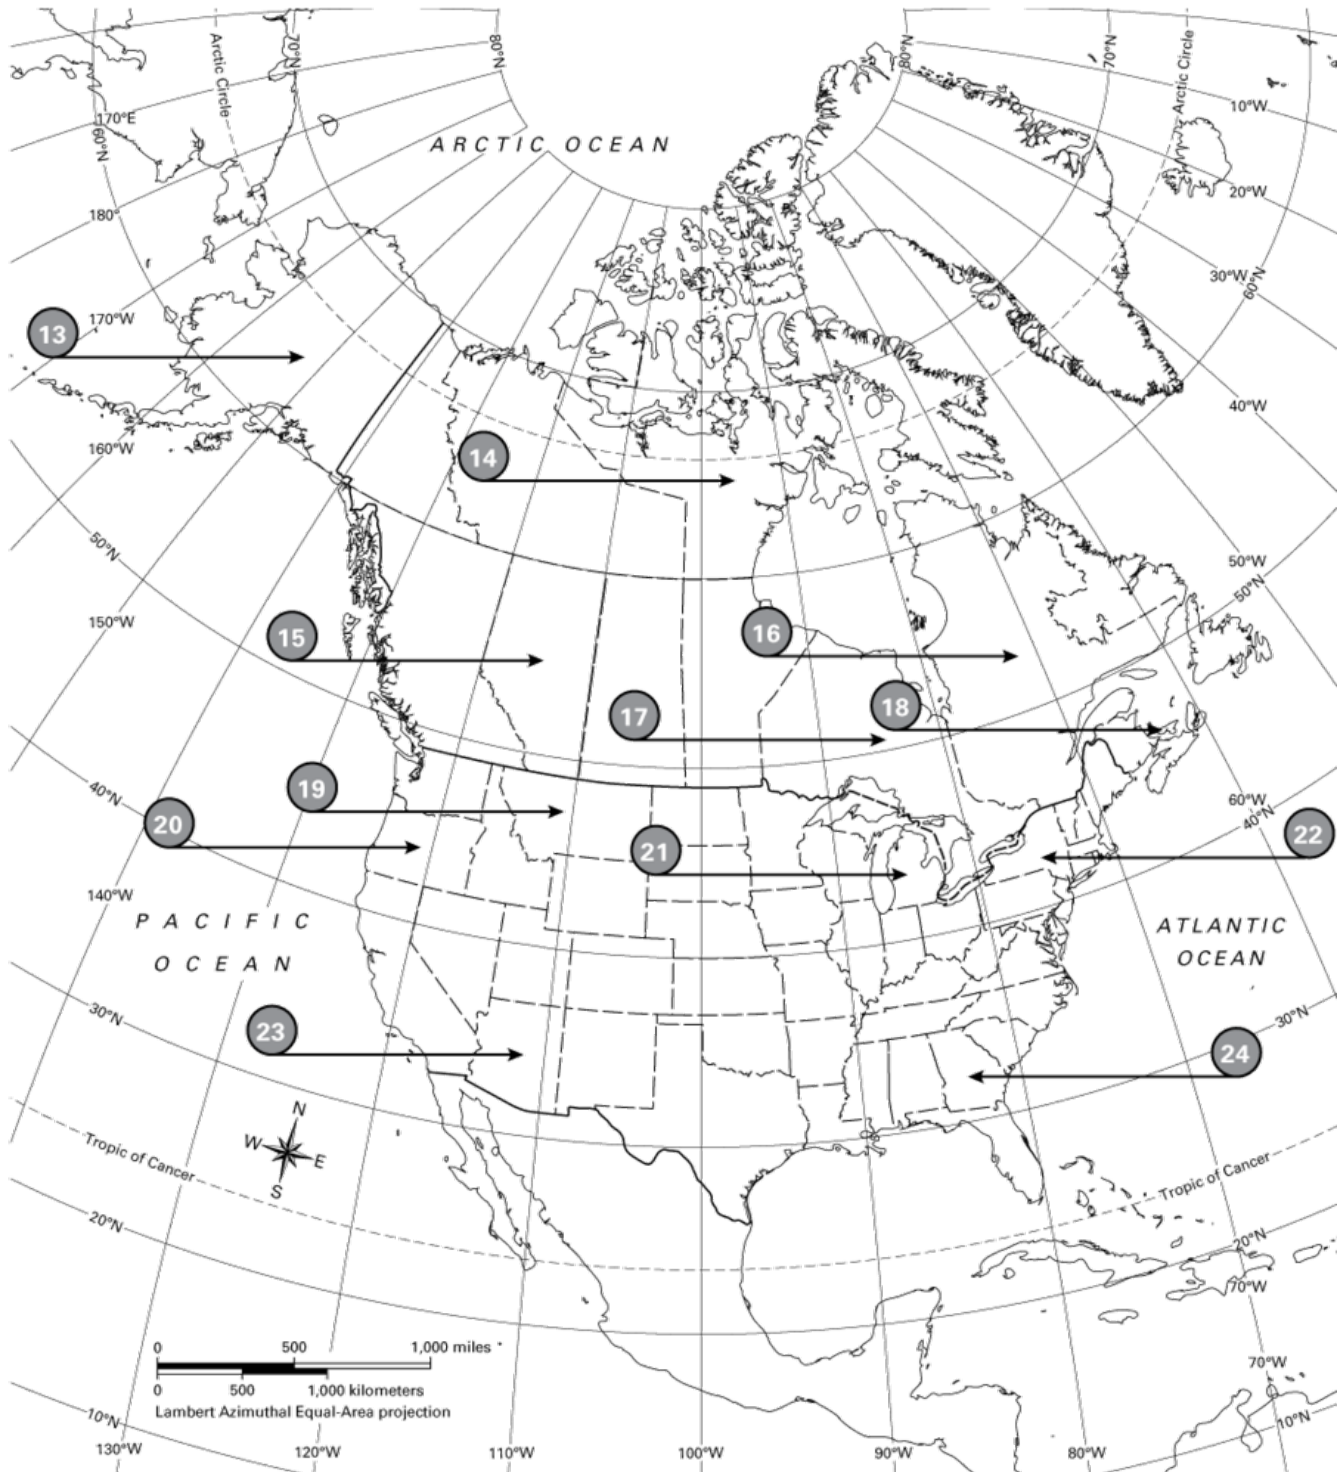 80°N
80°N
70°N
70°N
Arctic Circle
Arctic Circle
10°W
170°E
60°N
ARCTIC OCEAN
20°W
180°
30°W
60°N
170°W
13
40°W
160°W
14
50°N
50°W
50°N
150°W
15
16
17
18
19
40°N
60°W
40°N
20
21
22
140°W
PACIFIC
OCEAN
ATLANTIC
OCEAN
30°N
30°N
23
24
N
W
E
S
Tropic of Cancer
Tropic of Cancer
20°N
20°N
70°W
0
500
1,000 miles
0
500
1,000 kilometers
Lambert Azimuthal Equal-Area projection
70°W
10°N
10°N
130°W
120°W
110°W
100°W
90°W
80°W